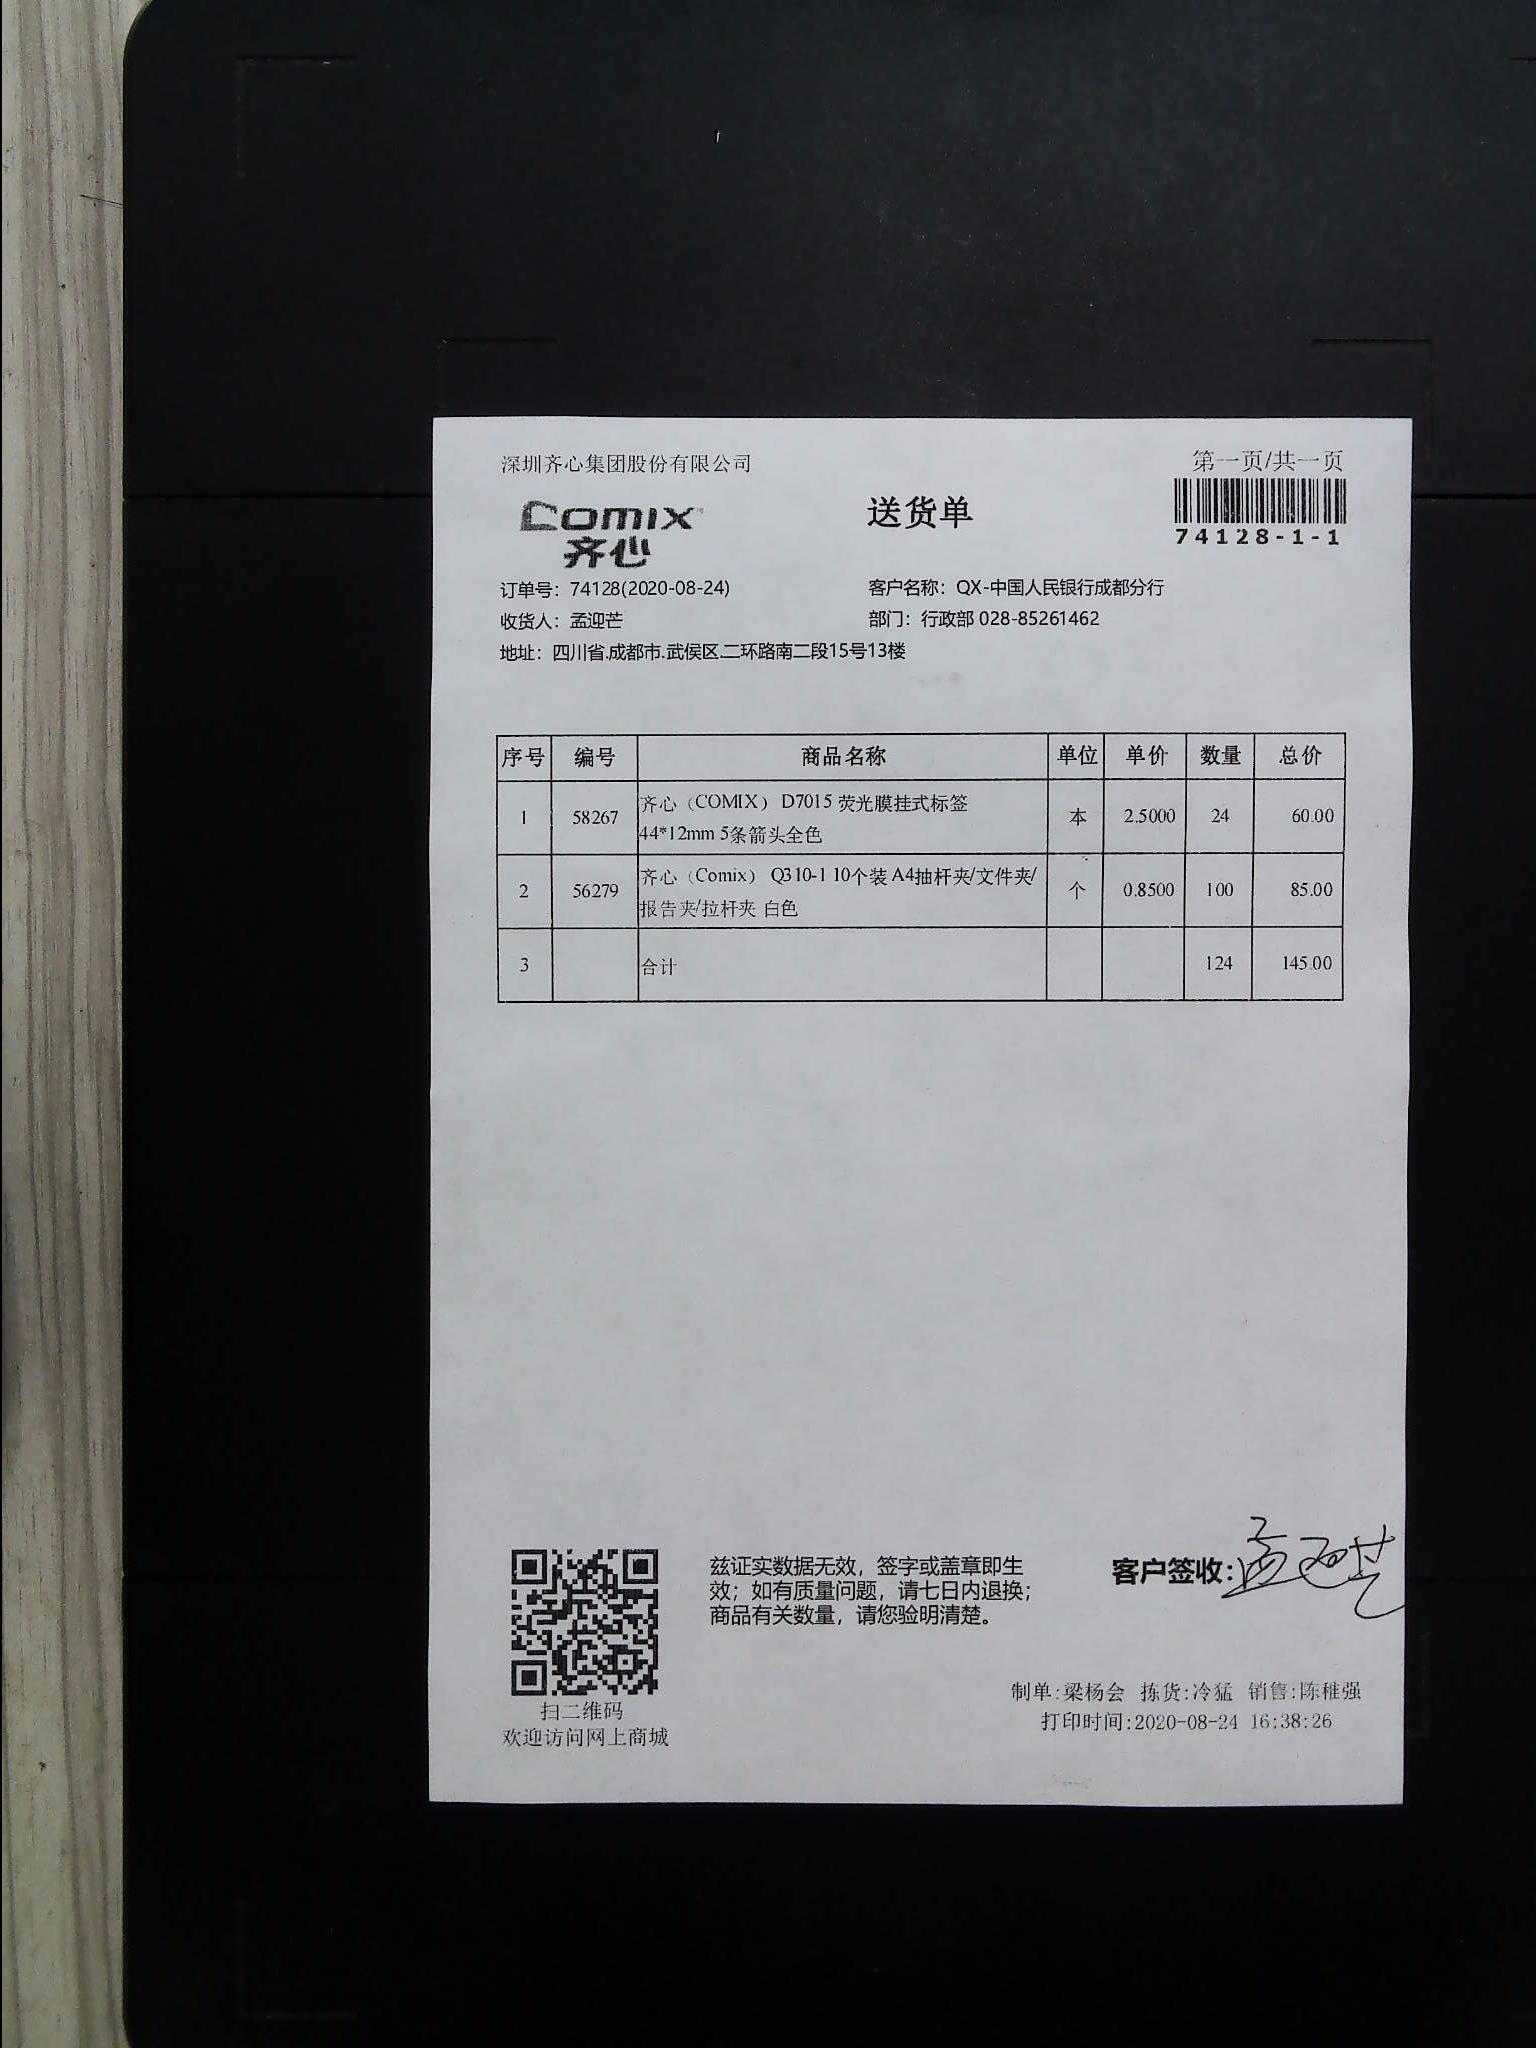 深圳齐心集团股份有限公司
第一页/共一页
Comix
齐心
送货单
74128-1-1
订单号：74128(2020-08-24)
客户名称：QX-中国人民银行成都分行
收货人：孟迎芒
部门：行政部 028-85261462
地址：四川省.成都市.武侯区.二环路南二段15号13楼
序号 编号 商品名称 单位 单价 数量 总价
1 58267 齐心（COMIX） D7015 荧光膜挂式标签 本 2.5000 24 60.00
44*12mm 5条箭头全色
2 56279 齐心（Comix） Q310-1 10个装 A4抽杆夹/文件夹/ 个 0.8500 100 85.00
报告夹/拉杆夹 白色
3 合计 124 145.00
兹证实数据无效，签字或盖章即生
效；如有质量问题，请七日内退换；
商品有关数量，请您验明清楚。
客户签收：孟迎芒
扫二维码
欢迎访问网上商城
制单:梁杨会 拣货:冷猛 销售:陈稚强
打印时间:2020-08-24 16:38:26